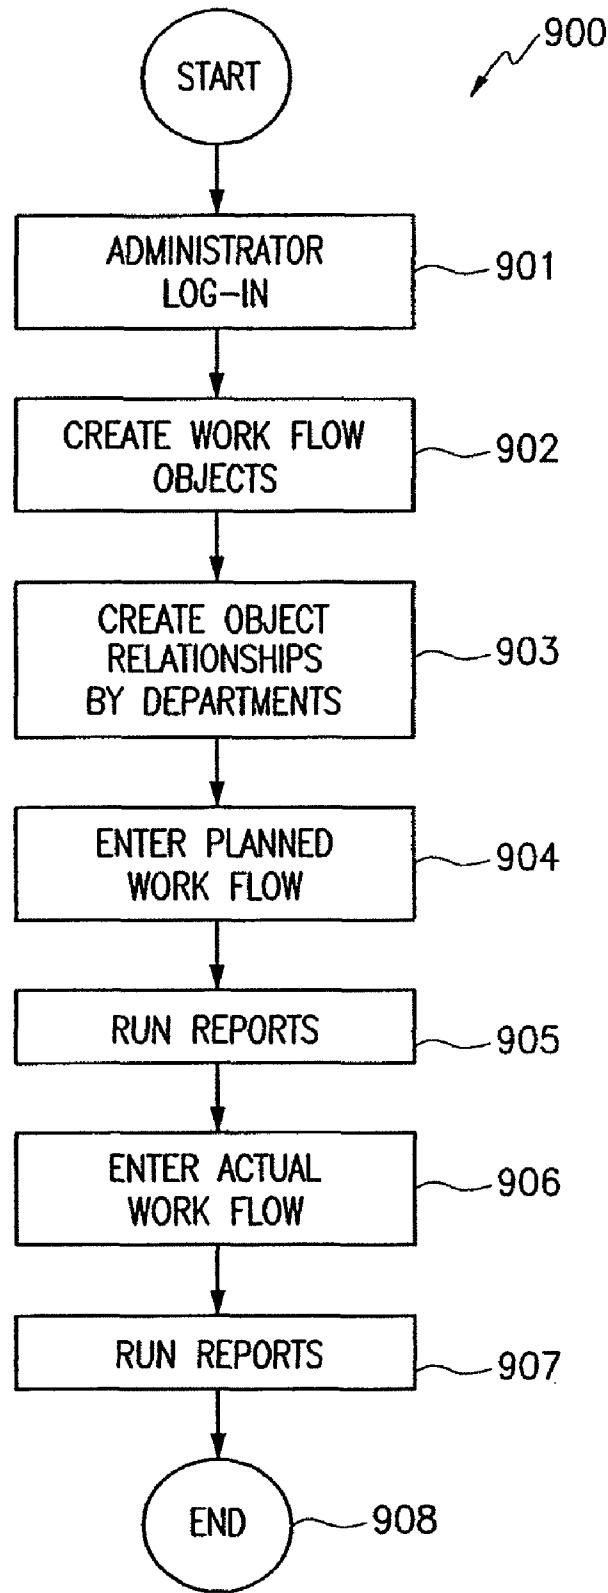 900
START
ADMINISTRATOR
LOG-IN
901
CREATE WORK FLOW
OBJECTS
902
CREATE OBJECT
RELATIONSHIPS
BY DEPARTMENTS
903
ENTER PLANNED
WORK FLOW
904
RUN REPORTS
905
ENTER ACTUAL
WORK FLOW
906
RUN REPORTS
907
END
908